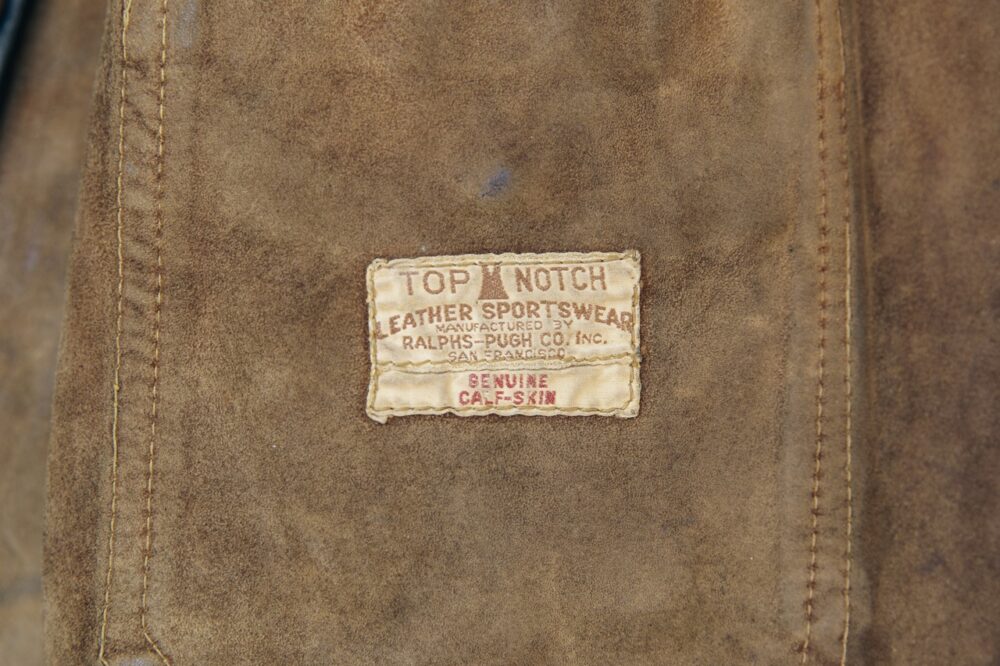 TOP NOTCH
LEATHER SPORTSWEAR
MANUFACTURED BY
RALPHS-PUGH CO. INC.
SAN FRANCISCO
GENUINE
CALF-SKIN